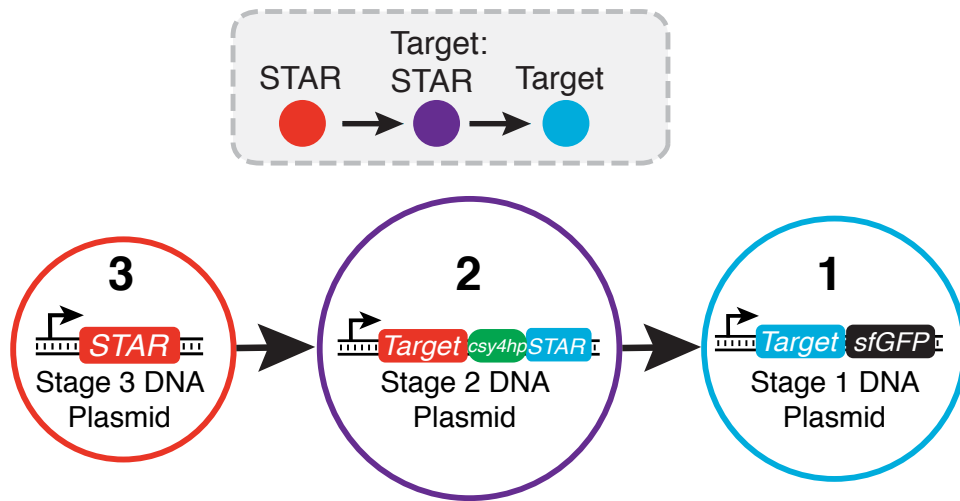 Target:
STAR STAR Target
3
STAR
Stage 3 DNA
Plasmid
2
Target csy4hp STAR
Stage 2 DNA
Plasmid
1
Target sfGFP
Stage 1 DNA
Plasmid